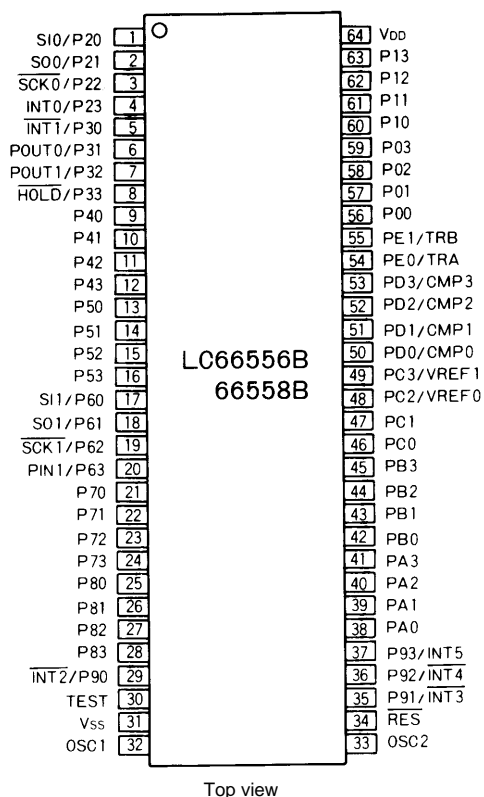 SI0/P20 1
SO0/P21 2
SCK0/P22 3
INT0/P23 4
INT1/P30 5
POUT0/P31 6
POUT1/P32 7
HOLD/P33 8
P40 9
P41 10
P42 11
P43 12
P50 13
P51 14
P52 15
P53 16
SI1/P60 17
SO1/P61 18
SCK1/P62 19
PIN1/P63 20
P70 21
P71 22
P72 23
P73 24
P80 25
P81 26
P82 27
P83 28
INT2/P90 29
TEST 30
Vss 31
OSC1 32
LC66556B
66558B
64 VDD
63 P13
62 P12
61 P11
60 P10
59 P03
58 P02
57 P01
56 P00
55 PE1/TRB
54 PE0/TRA
53 PD3/CMP3
52 PD2/CMP2
51 PD1/CMP1
50 PD0/CMP0
49 PC3/VREF1
48 PC2/VREF0
47 PC1
46 PC0
45 PB3
44 PB2
43 PB1
42 PB0
41 PA3
40 PA2
39 PA1
38 PA0
37 P93/INT5
36 P92/INT4
35 P91/INT3
34 RES
33 OSC2
Top view